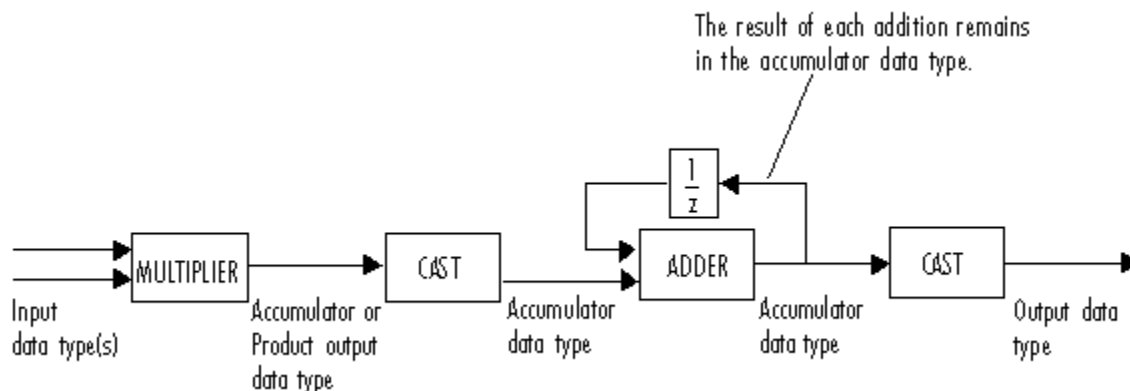 The result of each addition remains
in the accumulator data type.
1
z
MULTIPLIER
CAST
ADDER
CAST
Input
data type(s)
Accumulator or
Product output
data type
Accumulator
data type
Accumulator
data type
Output data
type